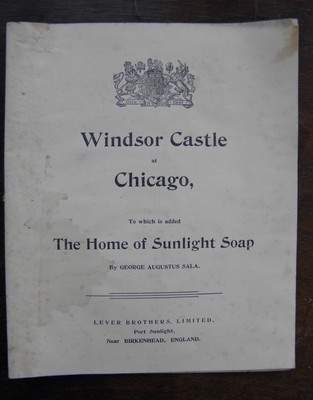 Windsor Castle
at
Chicago,
To which is added
The Home of Sunlight Soap
By GEORGE AUGUSTUS SALA.
LEVER BROTHERS, LIMITED,
Port Sunlight,
Near BIRKENHEAD, ENGLAND.